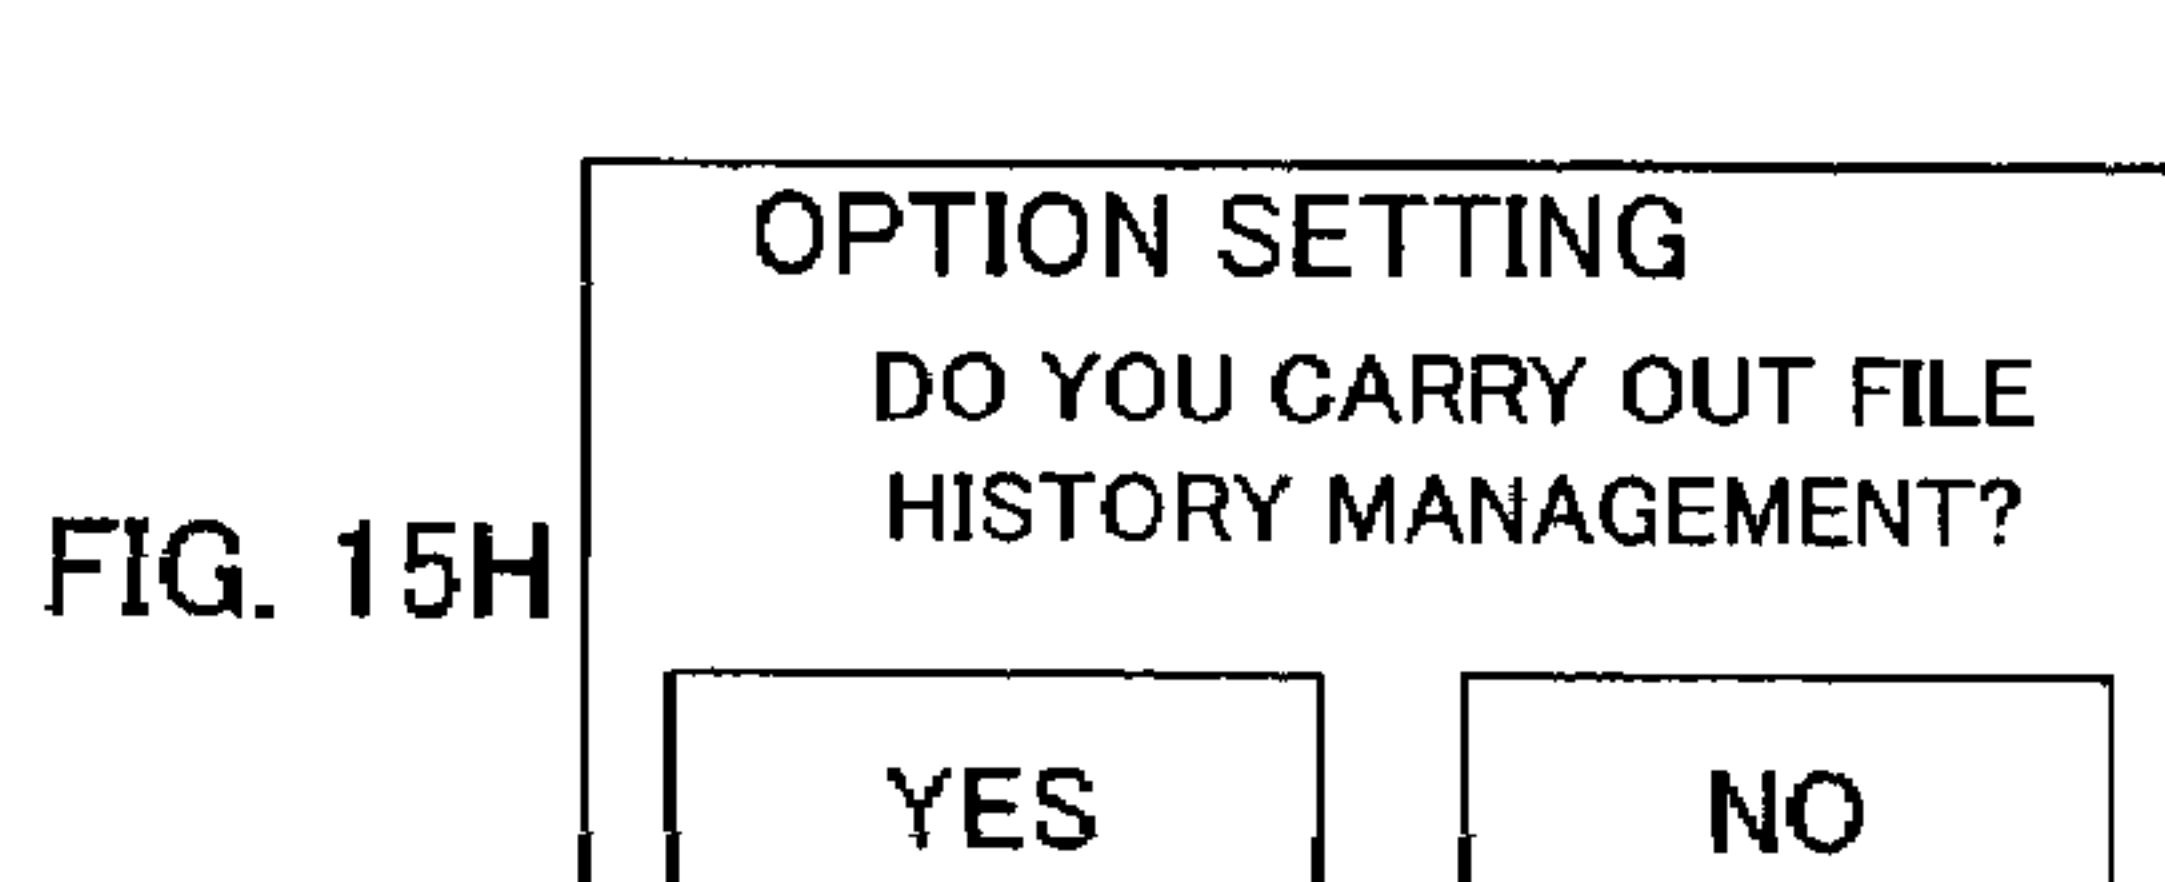 OPTION SETTING
DO YOU CARRY OUT FILE
HISTORY MANAGEMENT?
FIG. 15H
YES NO